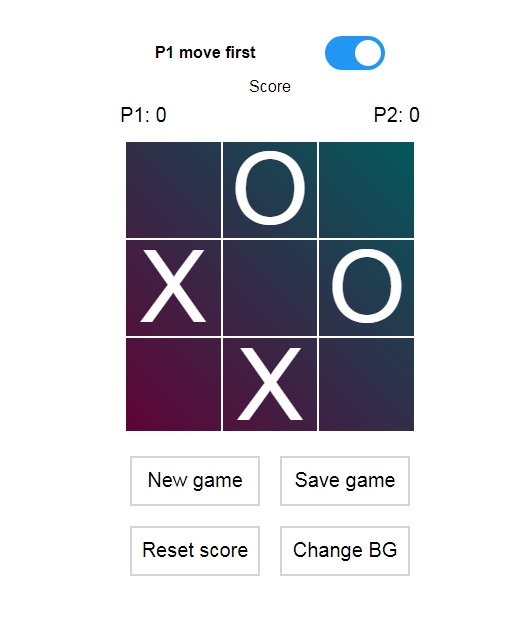 P1 move first
Score
P1: 0 P2: 0
O
X O
X
New game Save game
Reset score Change BG